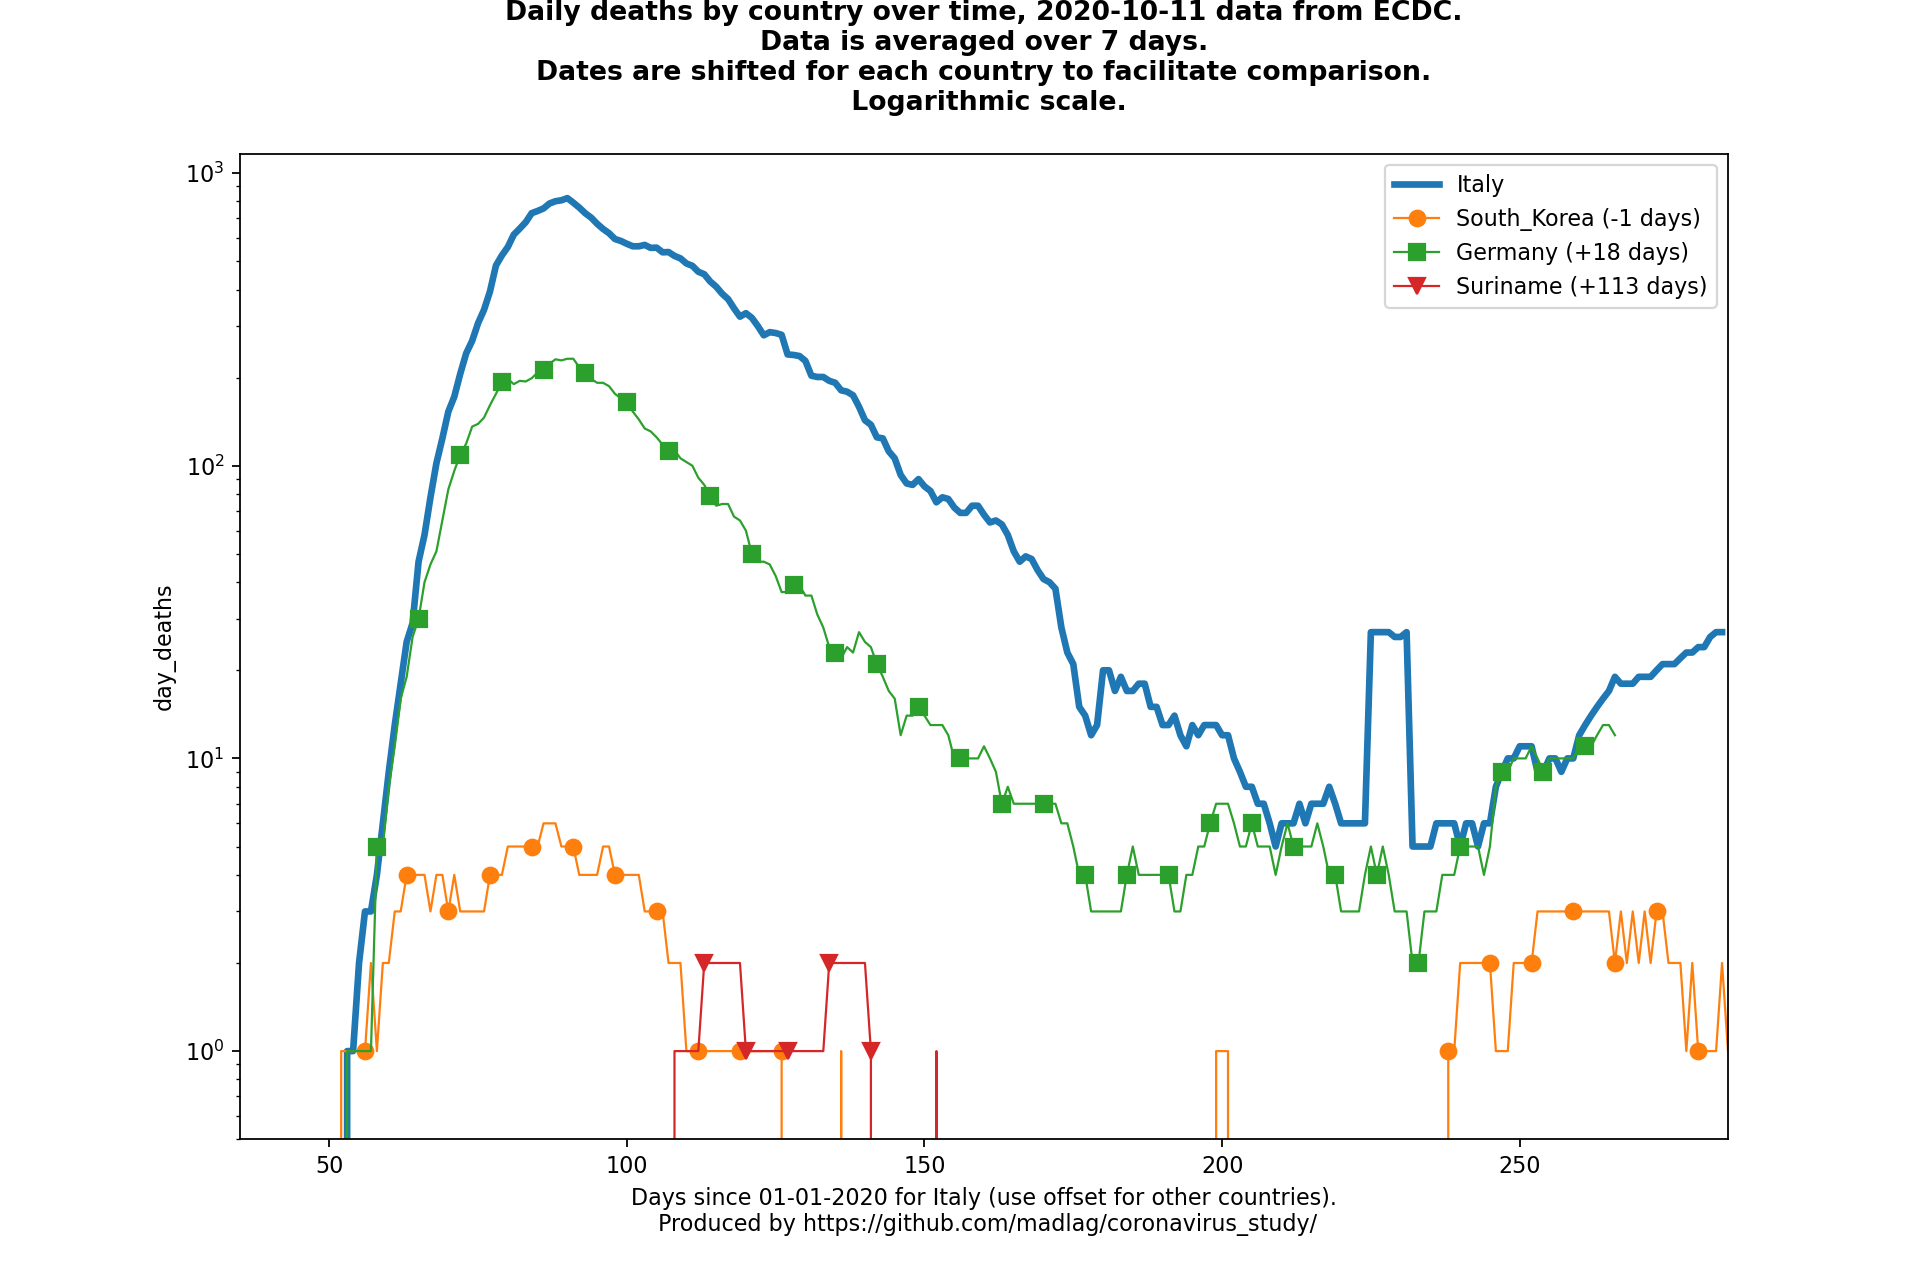 Daily deaths by country over time, 2020-10-11 data from ECDC.
Data is averaged over 7 days.
Dates are shifted for each country to facilitate comparison.
Logarithmic scale.
10³
10²
10¹
10⁰
day_deaths
Italy
South_Korea (-1 days)
Germany (+18 days)
Suriname (+113 days)
50 100 150 200 250
Days since 01-01-2020 for Italy (use offset for other countries).
Produced by https://github.com/madlag/coronavirus_study/